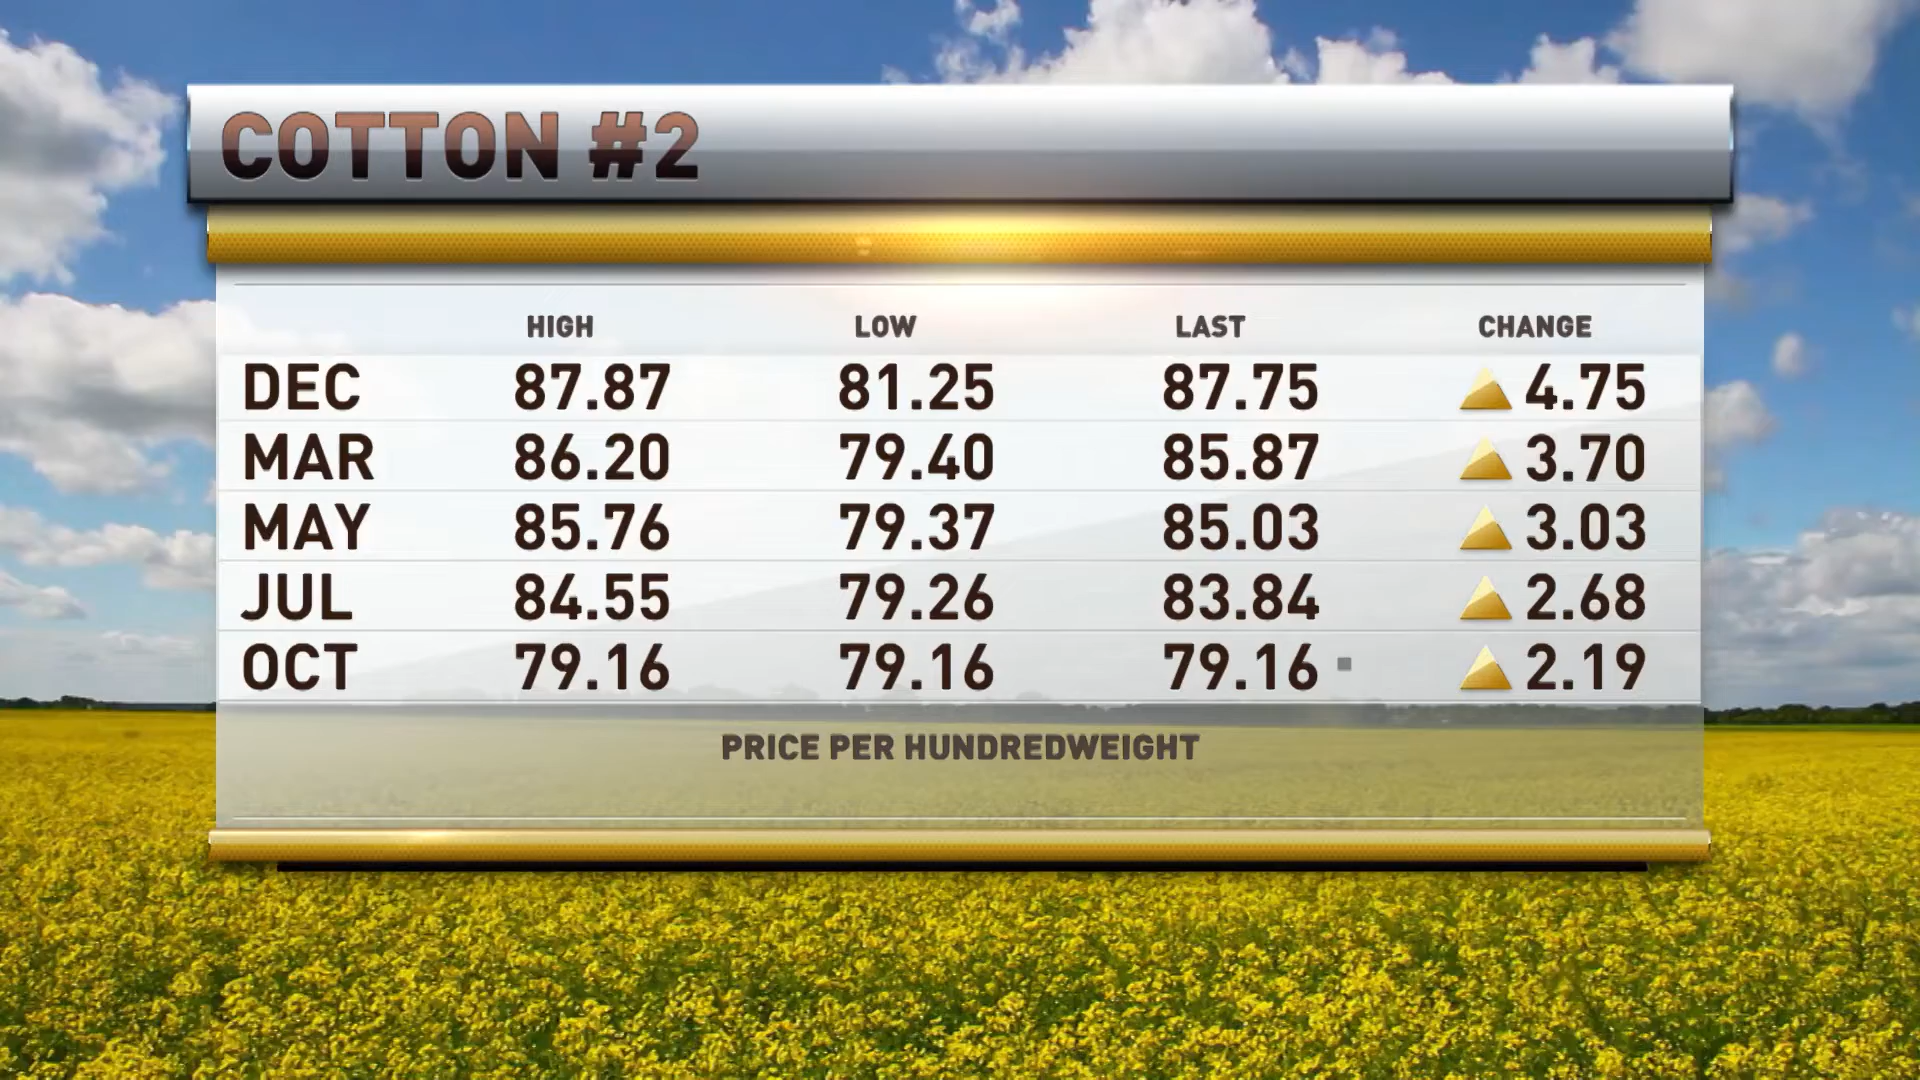 COTTON #2
HIGH LOW LAST CHANGE
DEC 87.87 81.25 87.75 4.75
MAR 86.20 79.40 85.87 3.70
MAY 85.76 79.37 85.03 3.03
JUL 84.55 79.26 83.84 2.68
OCT 79.16 79.16 79.16 2.19
PRICE PER HUNDREDWEIGHT